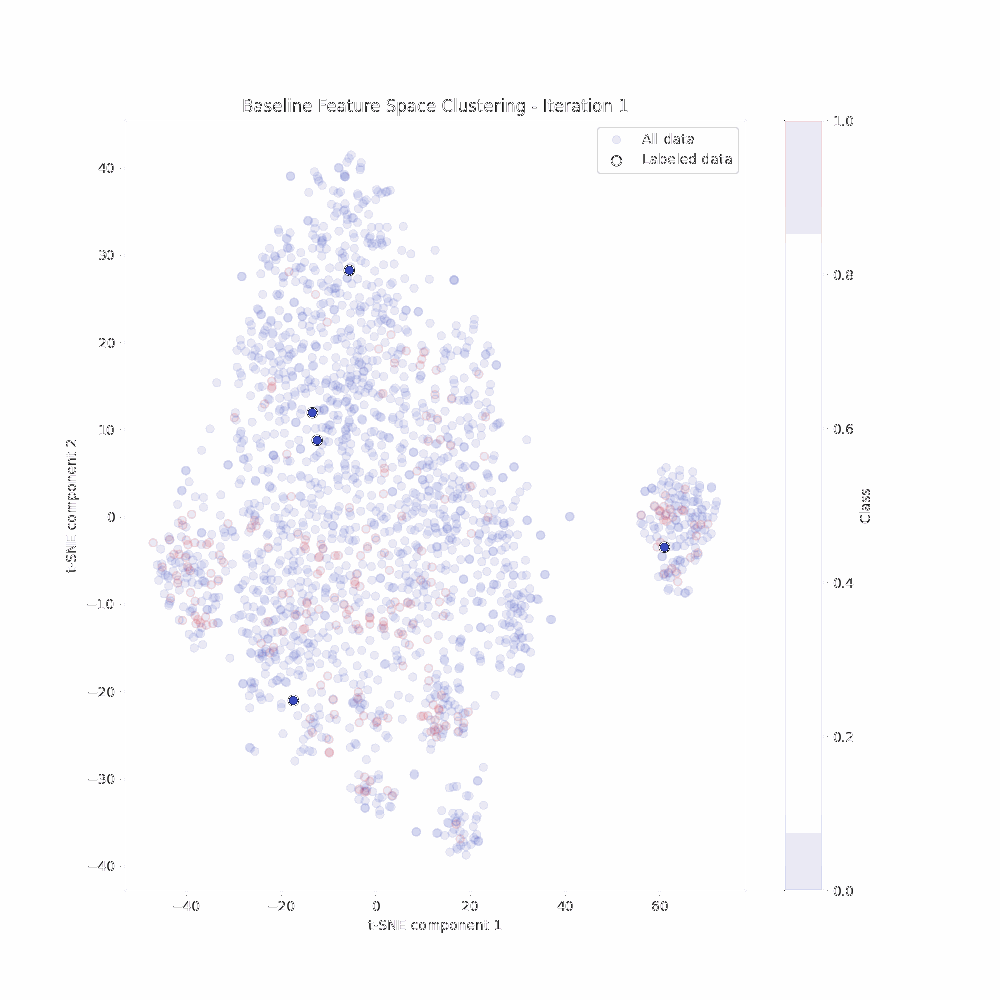 Baseline Feature Space Clustering - Iteration 1
All data
Labeled data
40
30
20
10
0
−10
−20
−30
−40
t-SNE component 2
−40 −20 0 20 40 60
t-SNE component 1
1.0
0.8
0.6
0.4
0.2
0.0
Class